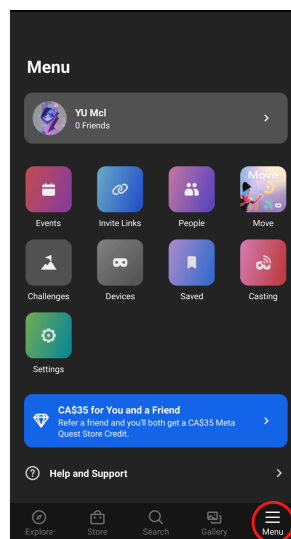 Menu
YU Mcl
0 Friends
Move
Events
Invite Links
People
Move
Challenges
Devices
Saved
Casting
Settings
CA$35 for You and a Friend
Refer a friend and you'll both get a CA$35 Meta
Quest Store Credit.
Help and Support
Explore
Store
Search
Gallery
Menu